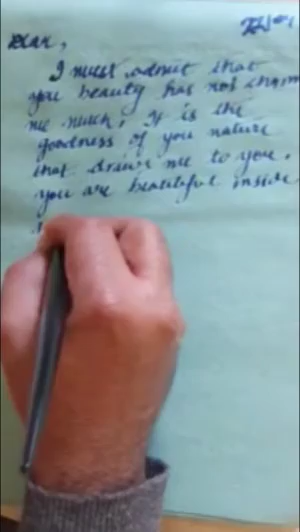 Dear,
I must admit that
you beauty has not charm
me much, It is the
goodness of you nature
that draws me to you.
you are beautiful inside